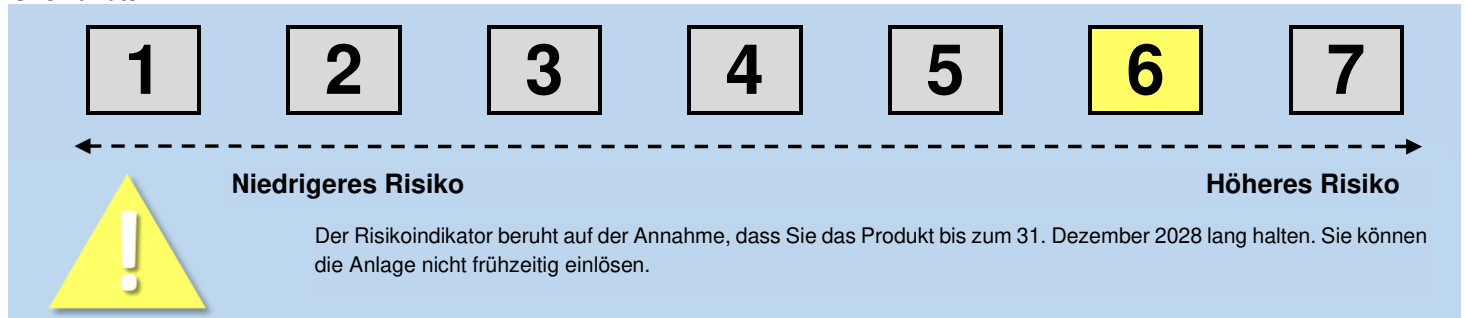 1 2 3 4 5 6 7
Niedrigeres Risiko Höheres Risiko
!
Der Risikoindikator beruht auf der Annahme, dass Sie das Produkt bis zum 31. Dezember 2028 lang halten. Sie können
die Anlage nicht frühzeitig einlösen.